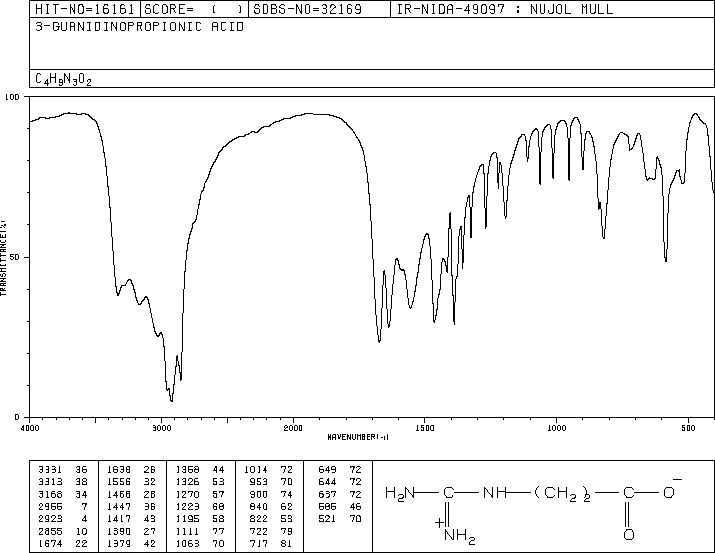 HIT-NO=16161 SCORE= ( ) SDBS-NO=32169 IR-NIDA-49097 : NUJOL MULL
3-GUANIDINOPROPIONIC ACID
C4H9N3O2
100
TRANSMITTANCE(%)
50
0
4000 3000 2000 1500 1000 500
WAVENUMBER(-1)
3331 36 1638 26 1358 44 1014 72 649 72
3313 38 1556 32 1326 53 953 70 644 72
3168 34 1468 28 1270 57 900 74 637 72
2955 7 1447 36 1223 68 840 62 585 46
2923 4 1417 43 1195 58 822 53 521 70
2855 10 1390 27 1111 77 722 79
1674 22 1379 42 1063 70 717 81
H2N C NH (CH2)2 C O−
+
NH2 O